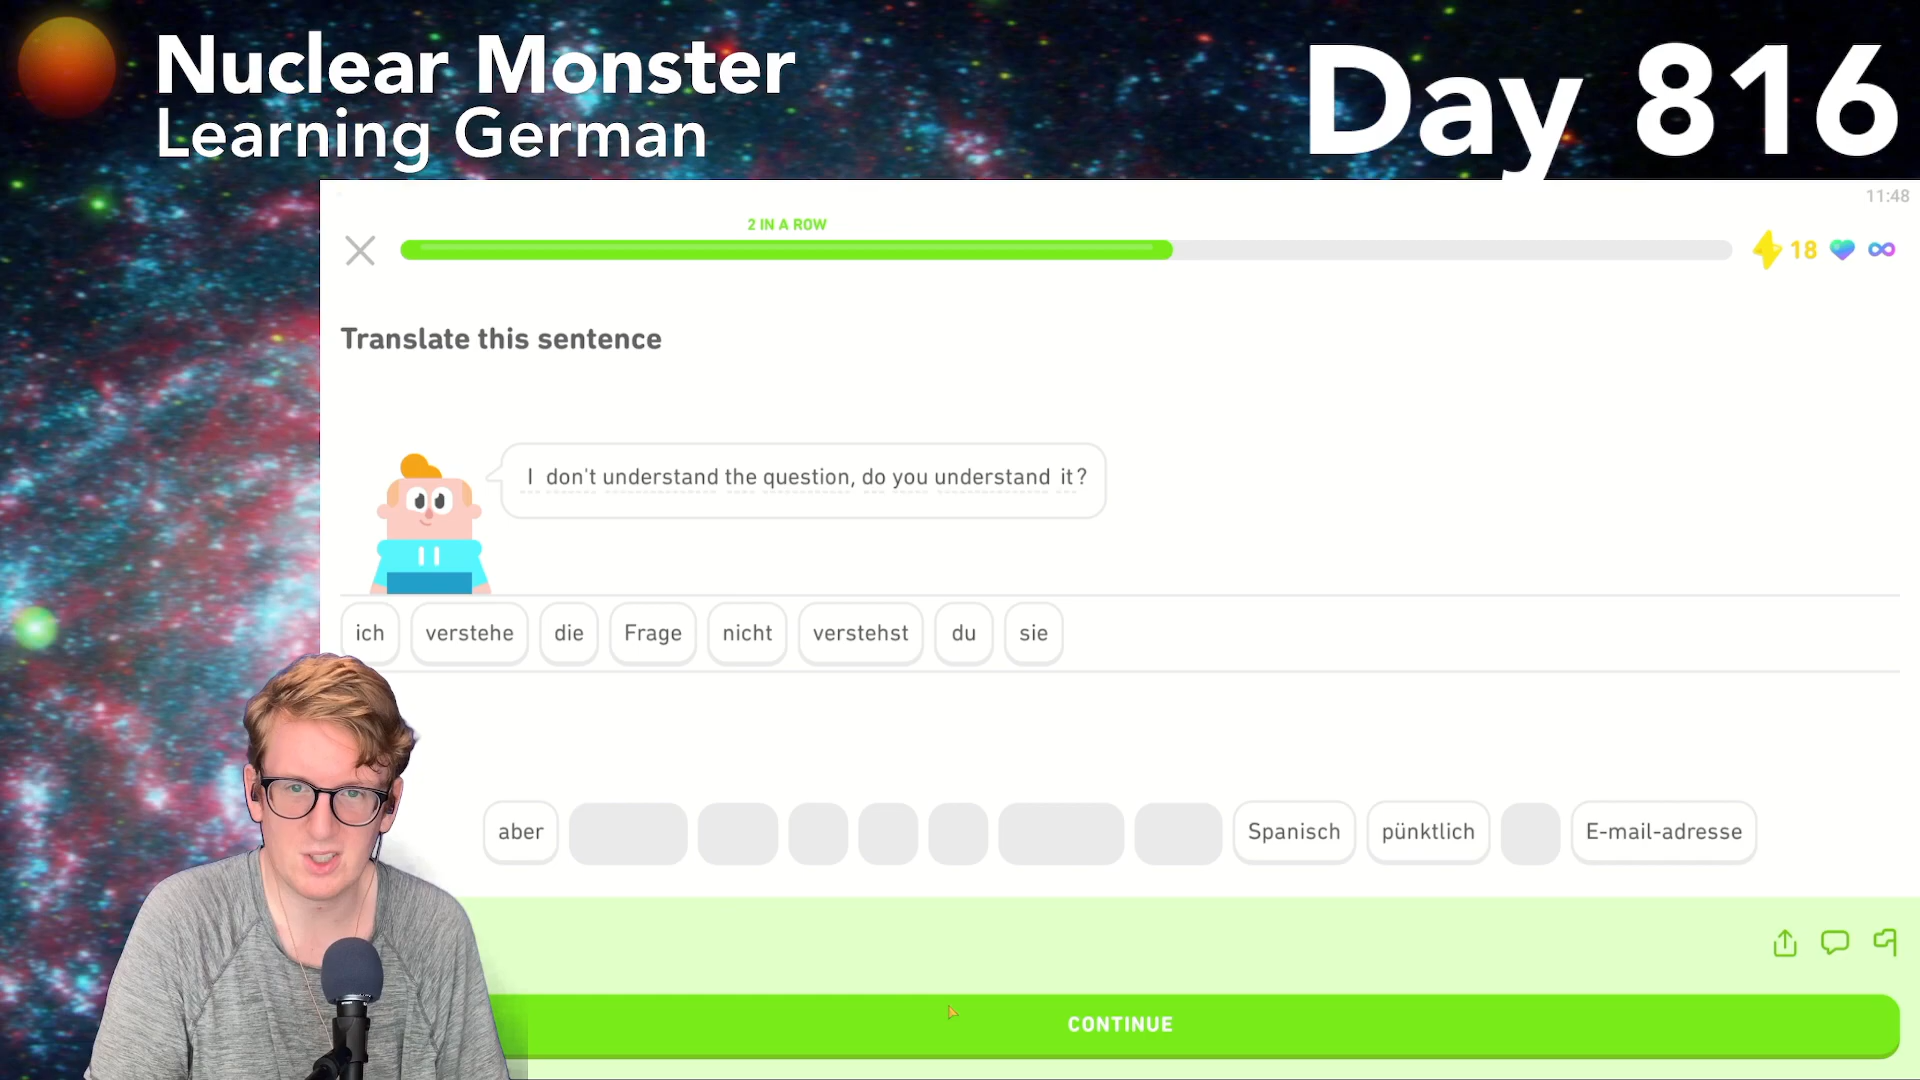 Nuclear Monster
Learning German
Day 816
11:48
2 IN A ROW
18
Translate this sentence
I don't understand the question, do you understand it?
ich verstehe die Frage nicht verstehst du sie
aber Spanisch pünktlich E-mail-adresse
CONTINUE